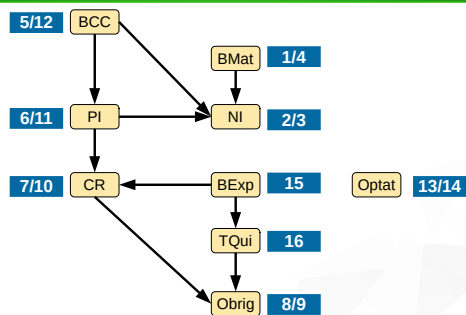 5/12 BCC
BMat 1/4
6/11 PI NI 2/3
7/10 CR BExp 15 Optat 13/14
TQui 16
Obrig 8/9